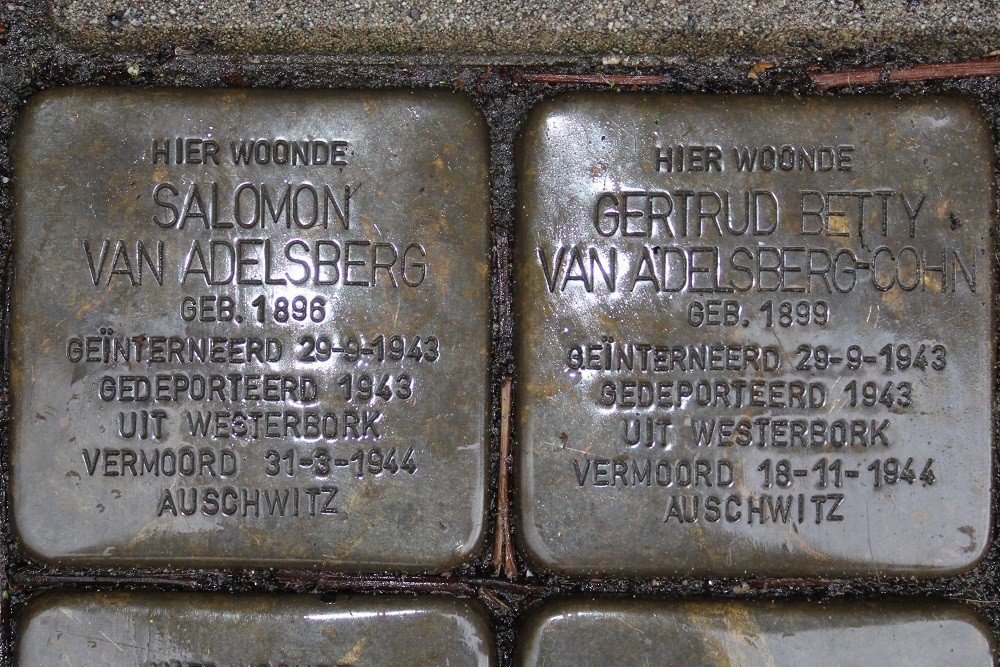 HIER WOONDE
SALOMON
VAN ADELSBERG
GEB. 1896
GEÏNTERNEERD 29-9-1943
GEDEPORTEERD 1943
UIT WESTERBORK
VERMOORD 31-3-1944
AUSCHWITZ
HIER WOONDE
GERTRUD BETTY
VAN ADELSBERG-COHN
GEB. 1899
GEÏNTERNEERD 29-9-1943
GEDEPORTEERD 1943
UIT WESTERBORK
VERMOORD 18-11-1944
AUSCHWITZ